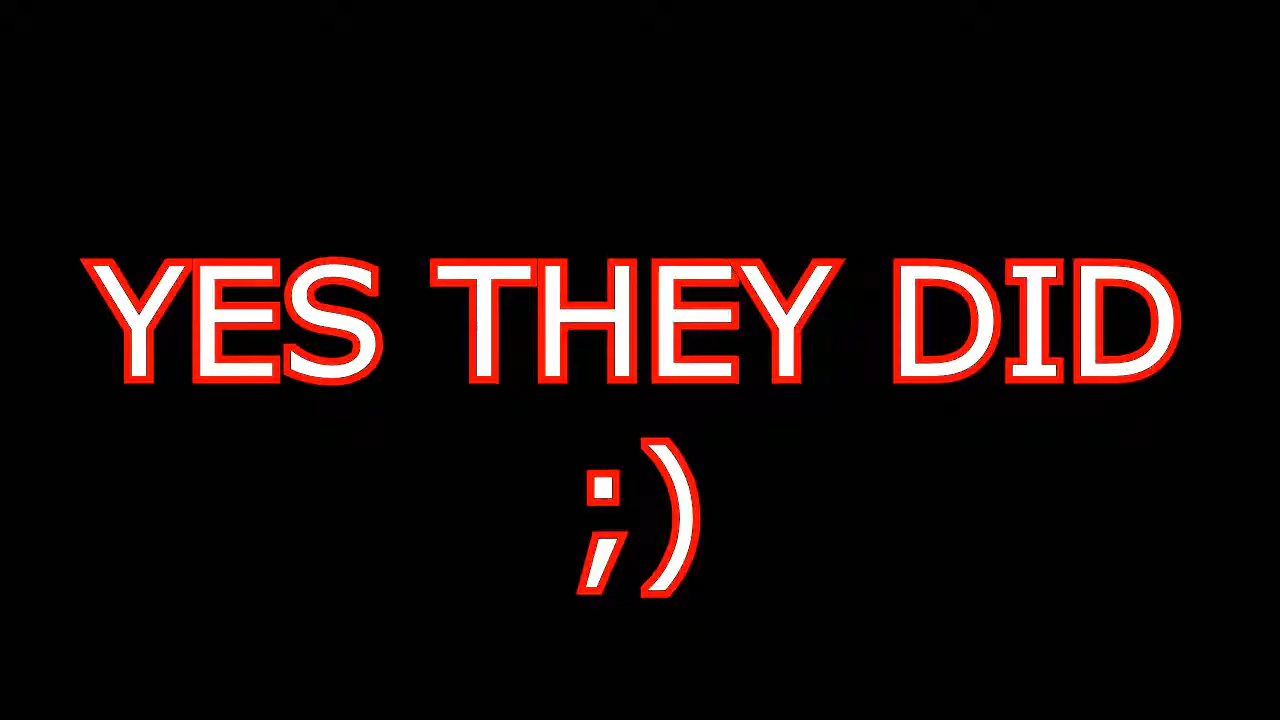 YES THEY DID
;)